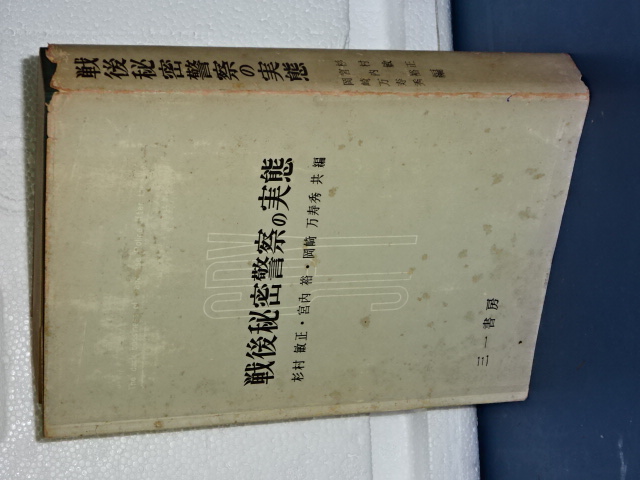 戦後秘密警察の実態
杉村敏正
宮内裕
岡崎万寿秀
編
戦後秘密警察の実態
杉村 敏正・宮内 裕・岡崎 万寿秀 共 編
SPY
三一書房